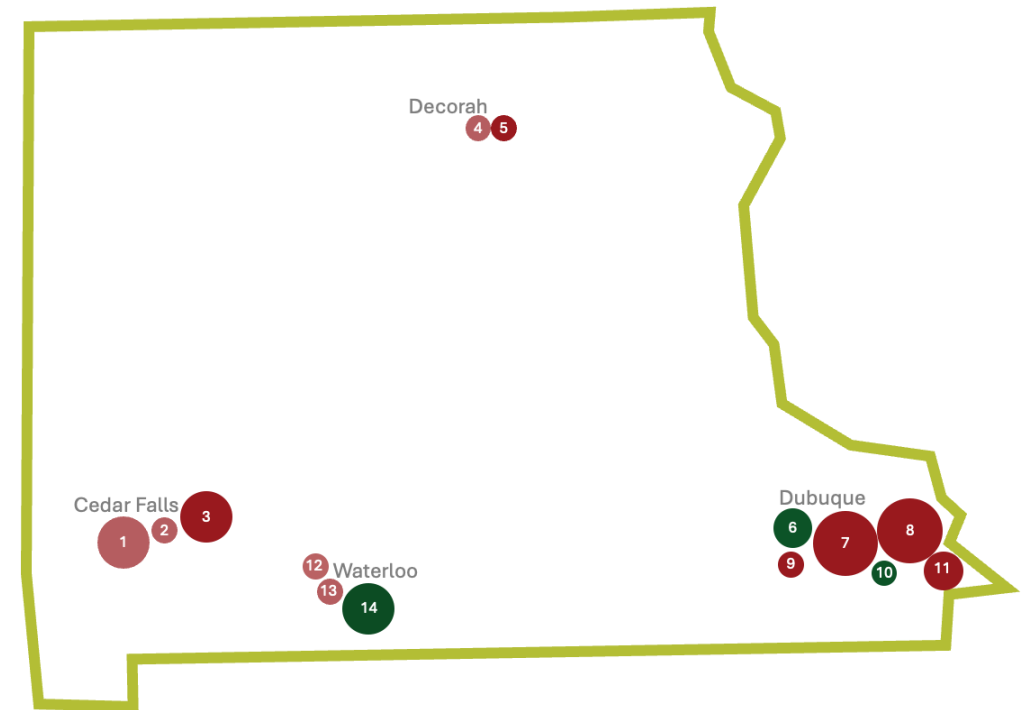 Decorah
4 5
Cedar Falls
1 2 3
12 Waterloo
13 14
Dubuque
6 7 8
9 10 11